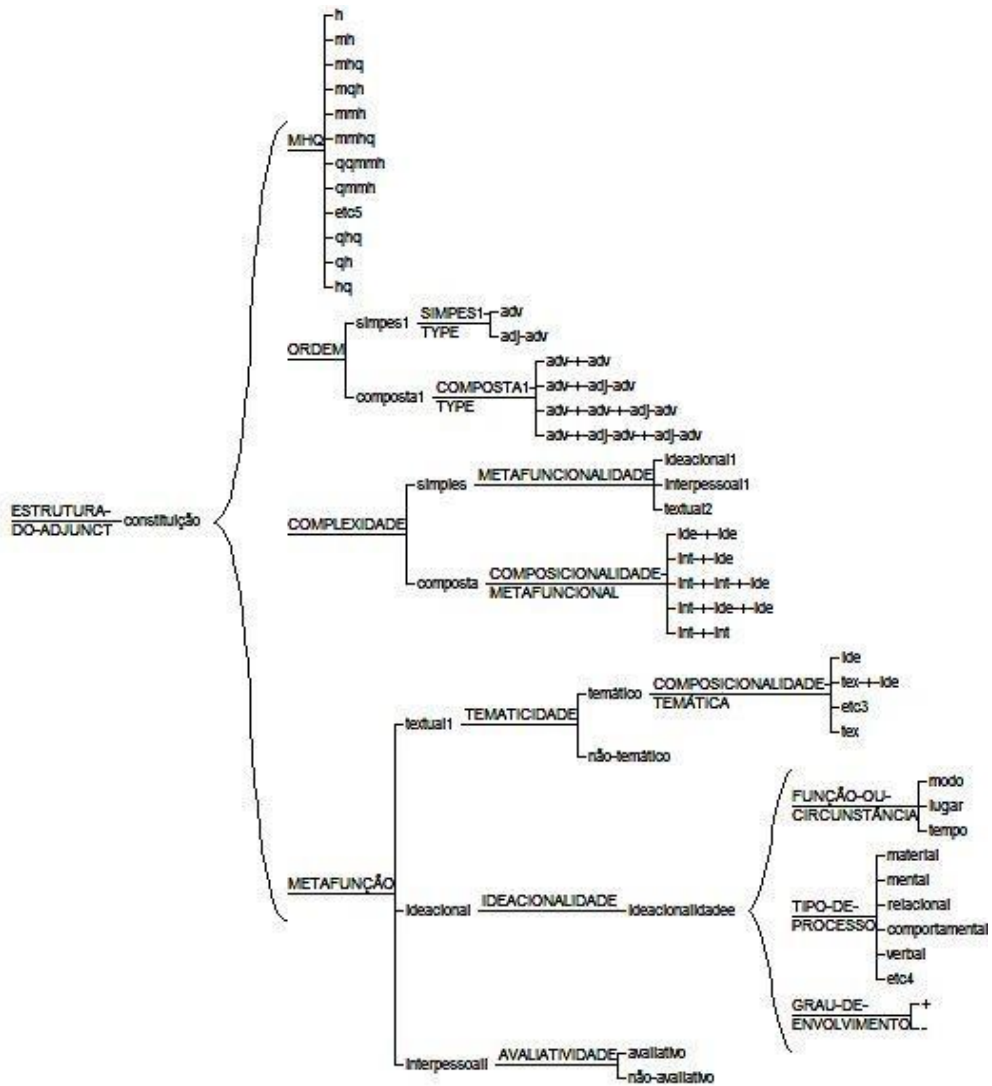 h
mh
mhq
mqh
mmh
MHQ
mmhq
qqmmh
qmmh
etc5
qhq
qh
hq
ORDEM
simpes1
SIMPES1-
TYPE
adv
adj-adv
composta1
COMPOSTA1-
TYPE
adv-+-adv
adv-+-adj-adv
adv-+-adv-+-adj-adv
adv-+-adj-adv-+-adj-adv
ESTRUTURA-
DO-ADJUNCT
constituição
COMPLEXIDADE
simples
METAFUNCIONALIDADE
ideacional1
interpessoal1
textual2
composta
COMPOSICIONALIDADE-
METAFUNCIONAL
ide-+-ide
int-+-ide
int-+-int-+-ide
int-+-ide-+-ide
int-+-int
METAFUNÇÃO
textual1
TEMATICIDADE
temático
COMPOSICIONALIDADE-
TEMÁTICA
ide
tex-+-ide
etc3
tex
não-temático
ideacional
IDEACIONALIDADE
ideacionalidadee
FUNÇÃO-OU-
CIRCUNSTÂNCIA
modo
lugar
tempo
TIPO-DE-
PROCESSO
material
mental
relacional
comportamental
verbal
etc4
GRAU-DE-
ENVOLVIMENTO
+
-
interpessoall
AVALIATIVIDADE
avaliativo
não-avaliativo